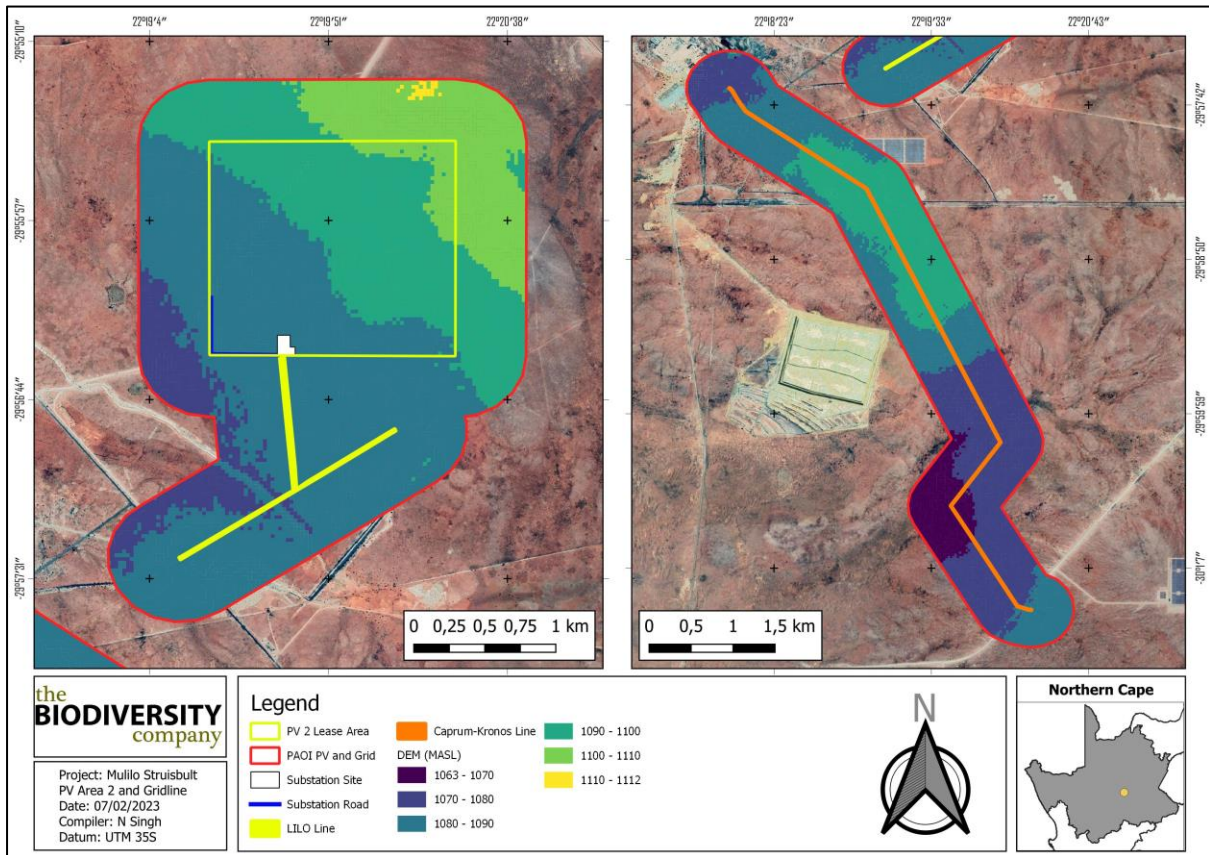 22°19'4"
22°19'51"
22°20'38"
-29°55'10"
-29°55'57"
-29°56'44"
-29°57'31"
0 0,25 0,5 0,75 1 km
22°18'23"
22°19'33"
22°20'43"
-29°57'42"
-29°58'50"
-29°59'58"
-30°1'7"
0 0,5 1 1,5 km
the
BIODIVERSITY
company
Project: Mulilo Struisbult
PV Area 2 and Gridline
Date: 07/02/2023
Compiler: N Singh
Datum: UTM 35S
Legend
PV 2 Lease Area
PAOI PV and Grid
Substation Site
Substation Road
LILO Line
Caprum-Kronos Line
DEM (MASL)
1063 - 1070
1070 - 1080
1080 - 1090
1090 - 1100
1100 - 1110
1110 - 1112
N
Northern Cape